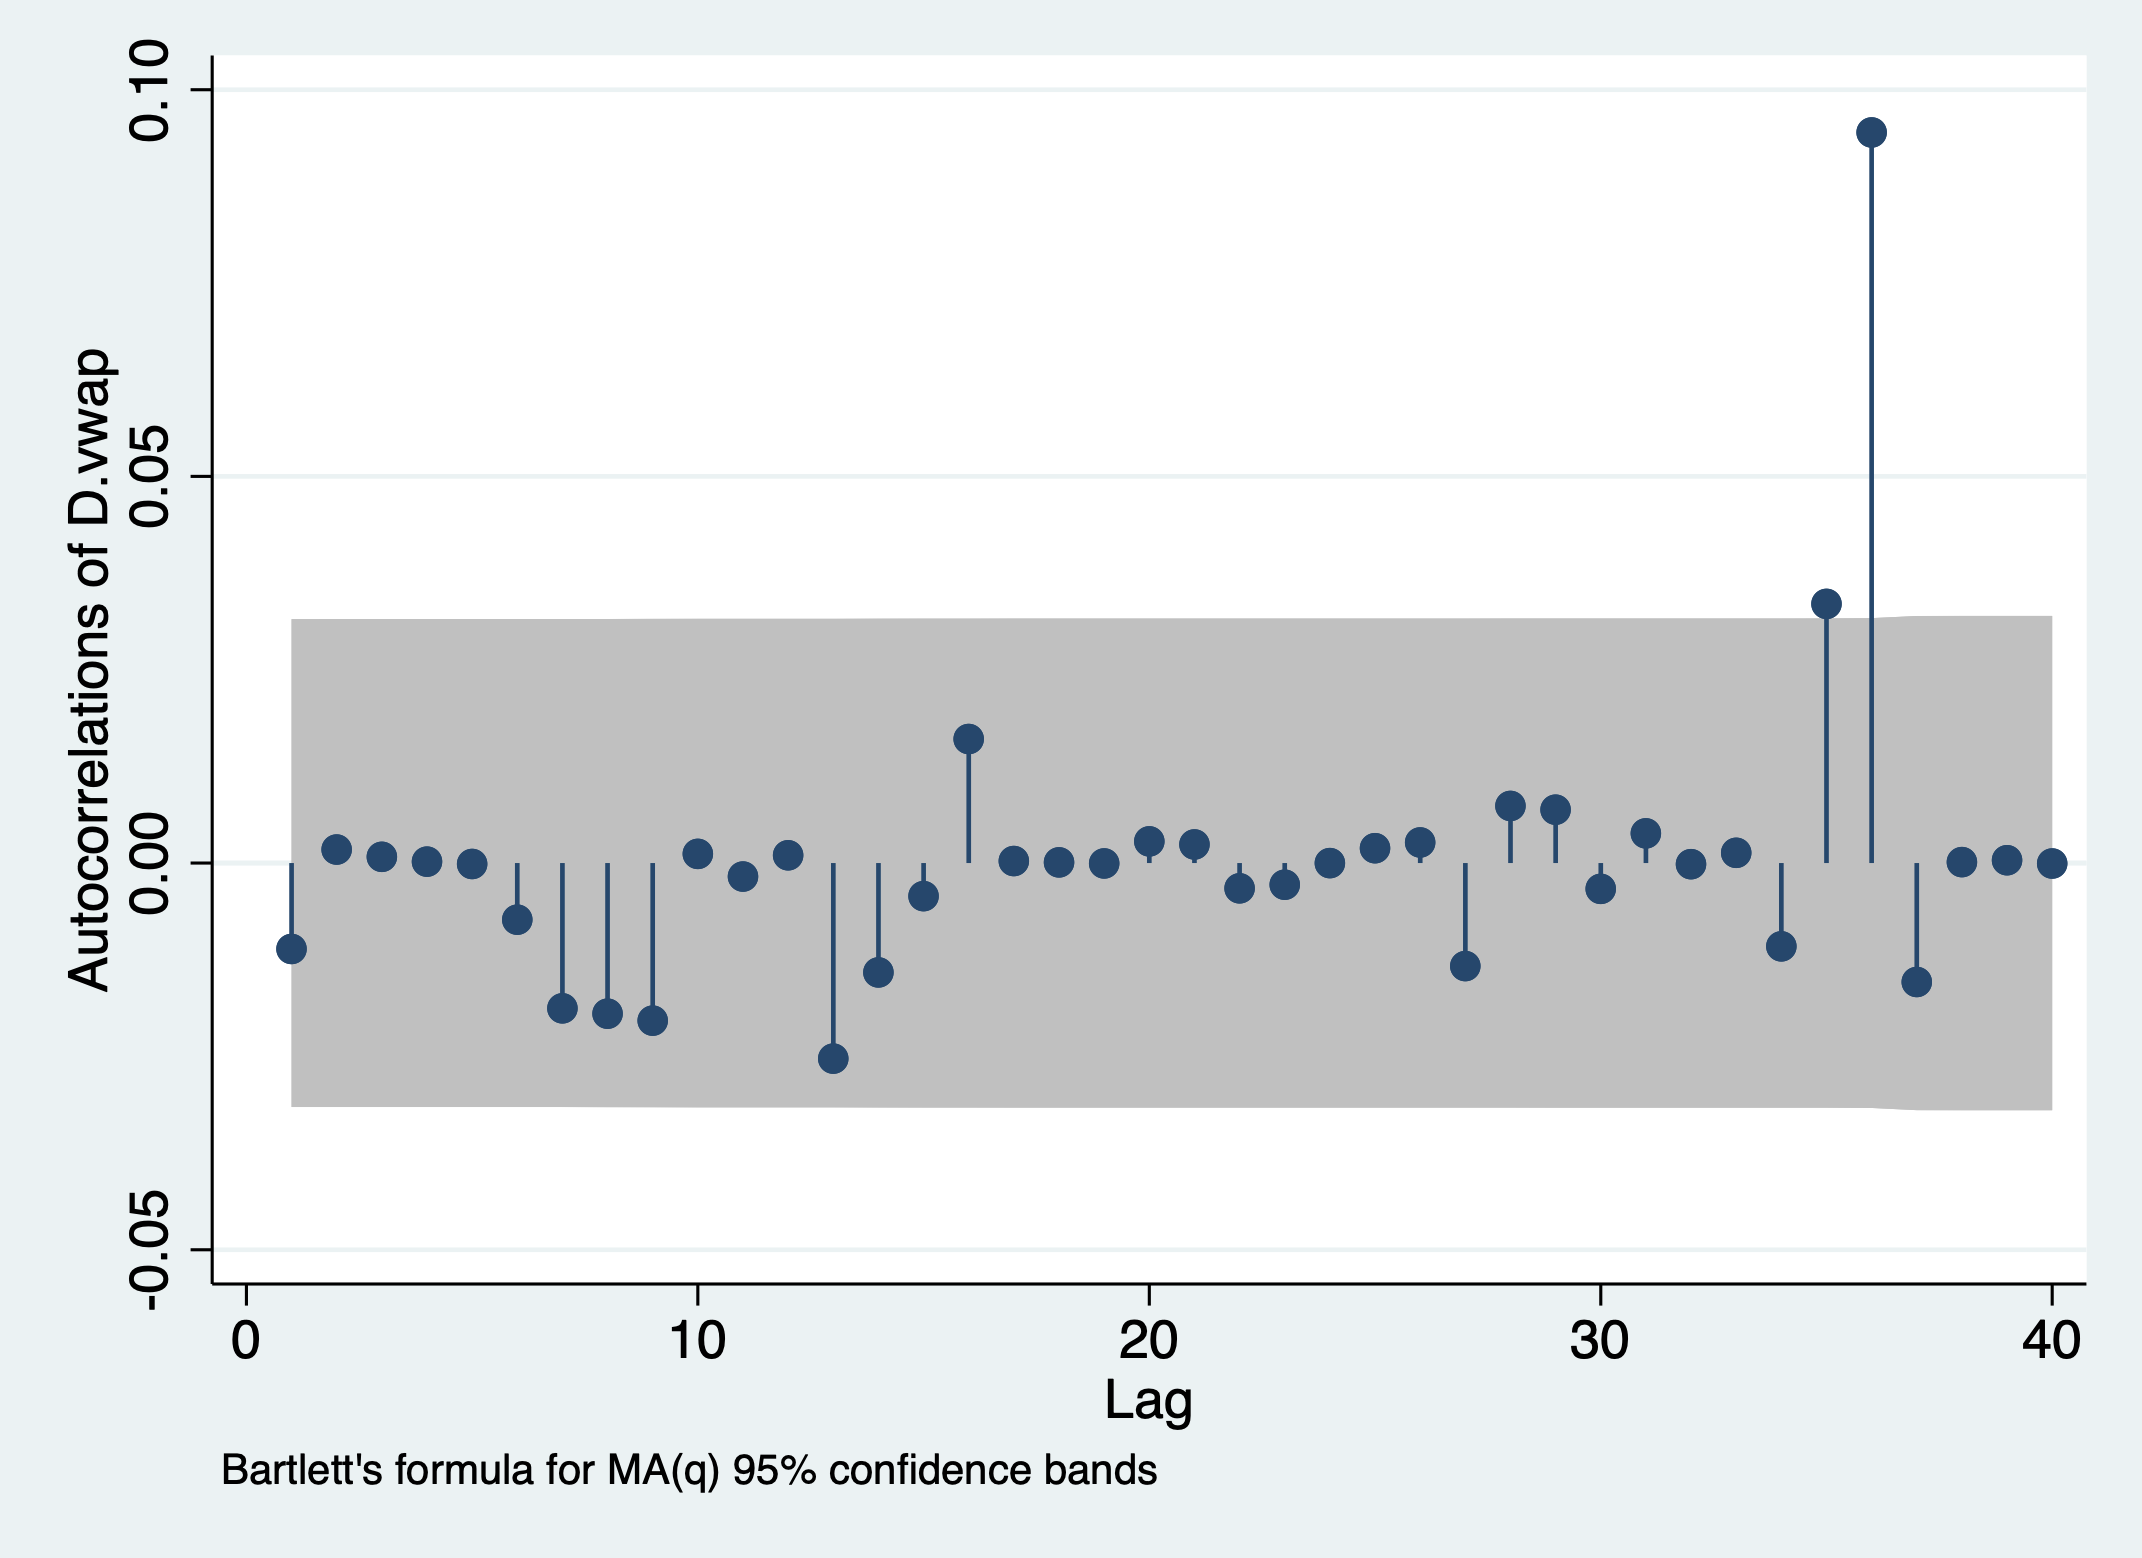 Autocorrelations of D.vwap
0.10
0.05
0.00
-0.05
0 10 20 30 40
Lag
Bartlett's formula for MA(q) 95% confidence bands